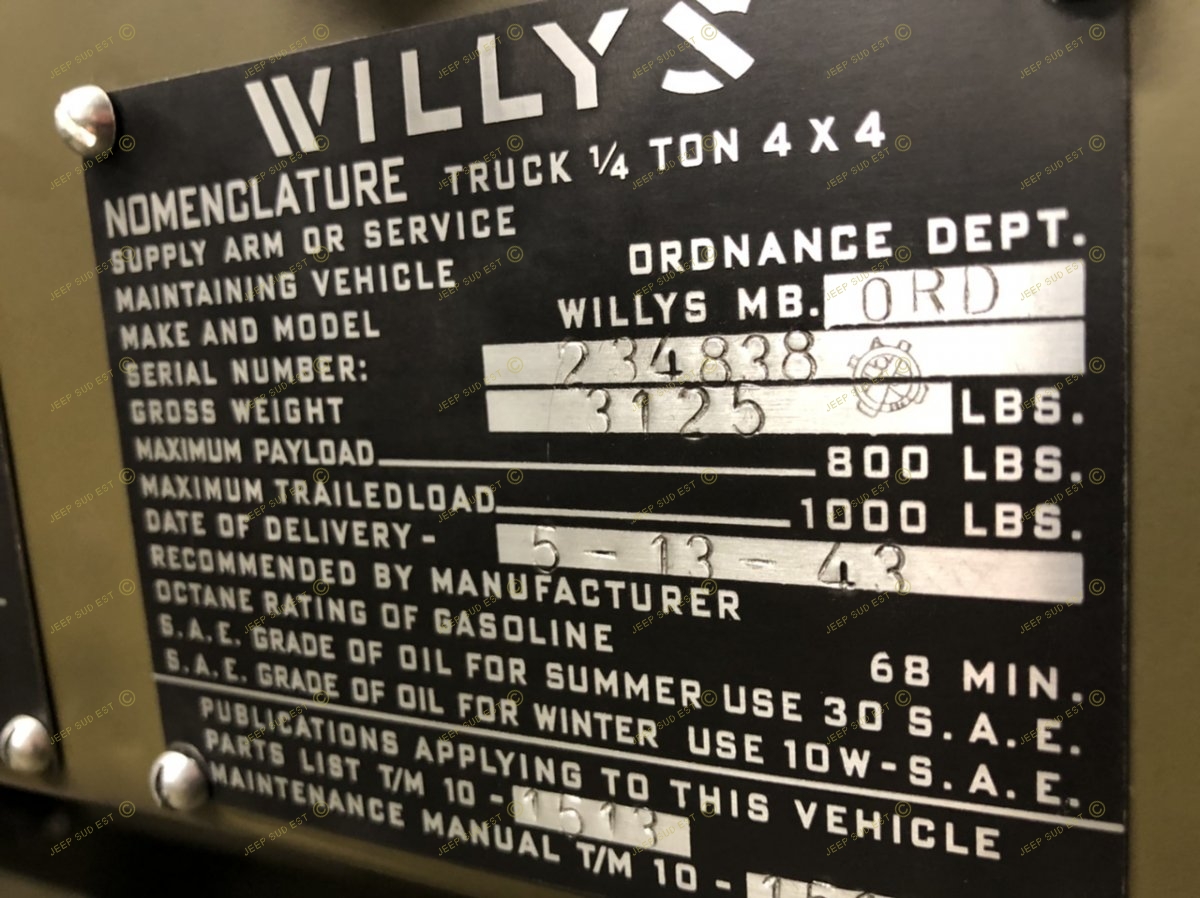 WILLYS
NOMENCLATURE TRUCK 1/4 TON 4 X 4
SUPPLY ARM OR SERVICE
MAINTAINING VEHICLE ORDNANCE DEPT.
MAKE AND MODEL WILLYS MB. ORD
SERIAL NUMBER: 234838
GROSS WEIGHT 3125 LBS.
MAXIMUM PAYLOAD 800 LBS.
MAXIMUM TRAILEDLOAD 1000 LBS.
DATE OF DELIVERY - 5 - 13 - 43
RECOMMENDED BY MANUFACTURER
OCTANE RATING OF GASOLINE 68 MIN.
S.A.E. GRADE OF OIL FOR SUMMER USE 30 S.A.E.
S.A.E. GRADE OF OIL FOR WINTER USE 10W-S.A.E.
PUBLICATIONS APPLYING TO THIS VEHICLE
PARTS LIST T/M 10 - 1513
MAINTENANCE MANUAL T/M 10 -
JEEP SUD EST ©